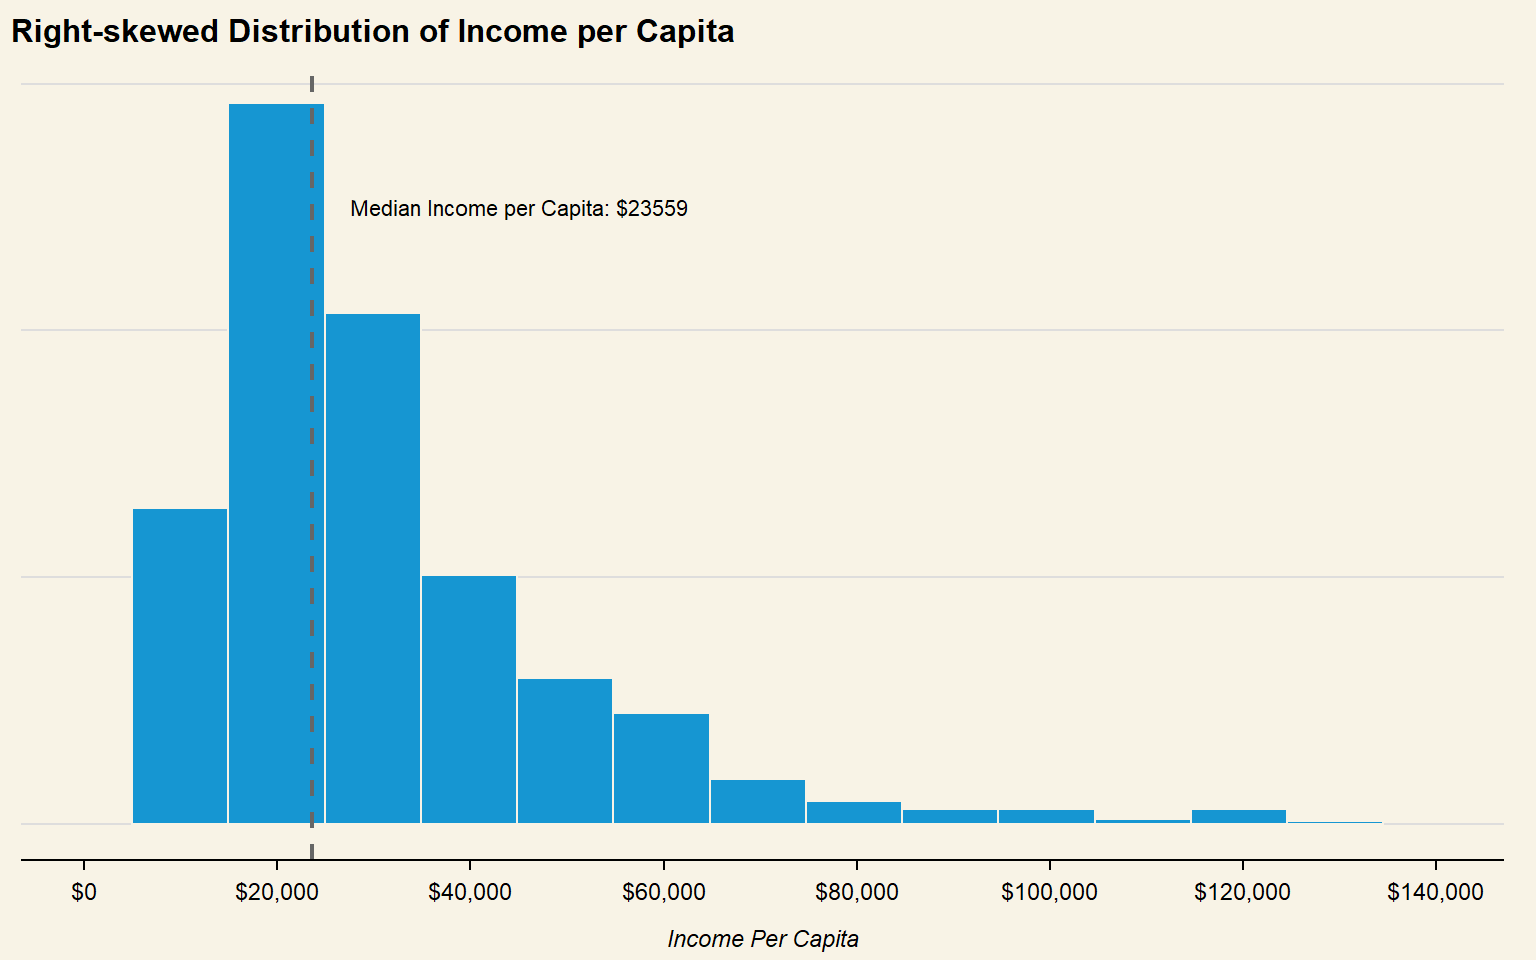 Right-skewed Distribution of Income per Capita
Median Income per Capita: $23559
$0 $20,000 $40,000 $60,000 $80,000 $100,000 $120,000 $140,000
Income Per Capita